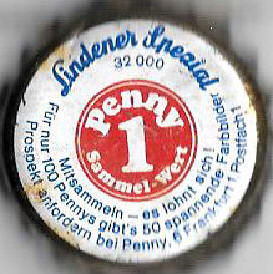 Lindener Spezial
32 000
Penny
1
Sammel-Wert
Mitsammeln – es lohnt sich!
Für nur 100 Pennys gibt's 50 spannende Farbbilder
Prospekt anfordern bei Penny, 6 Frankfurt 1 Postfach 1